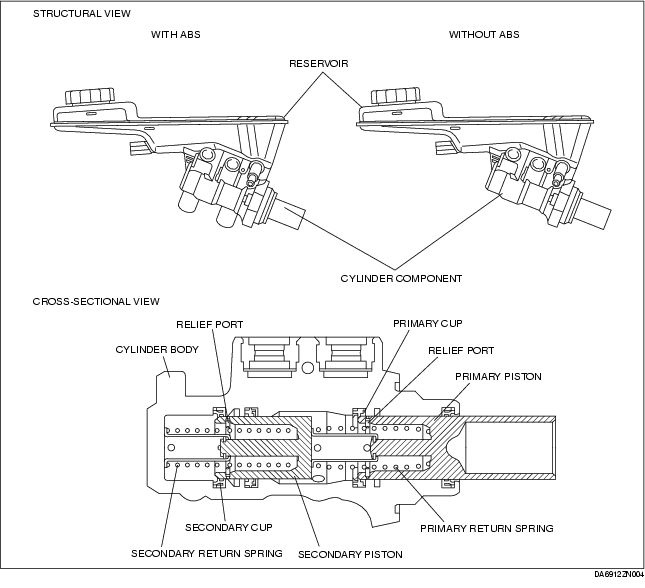 STRUCTURAL VIEW
WITH ABS
WITHOUT ABS
RESERVOIR
CYLINDER COMPONENT
CROSS-SECTIONAL VIEW
PRIMARY CUP
RELIEF PORT
CYLINDER BODY
RELIEF PORT
PRIMARY PISTON
SECONDARY CUP
PRIMARY RETURN SPRING
SECONDARY RETURN SPRING
SECONDARY PISTON
DA6912ZN004